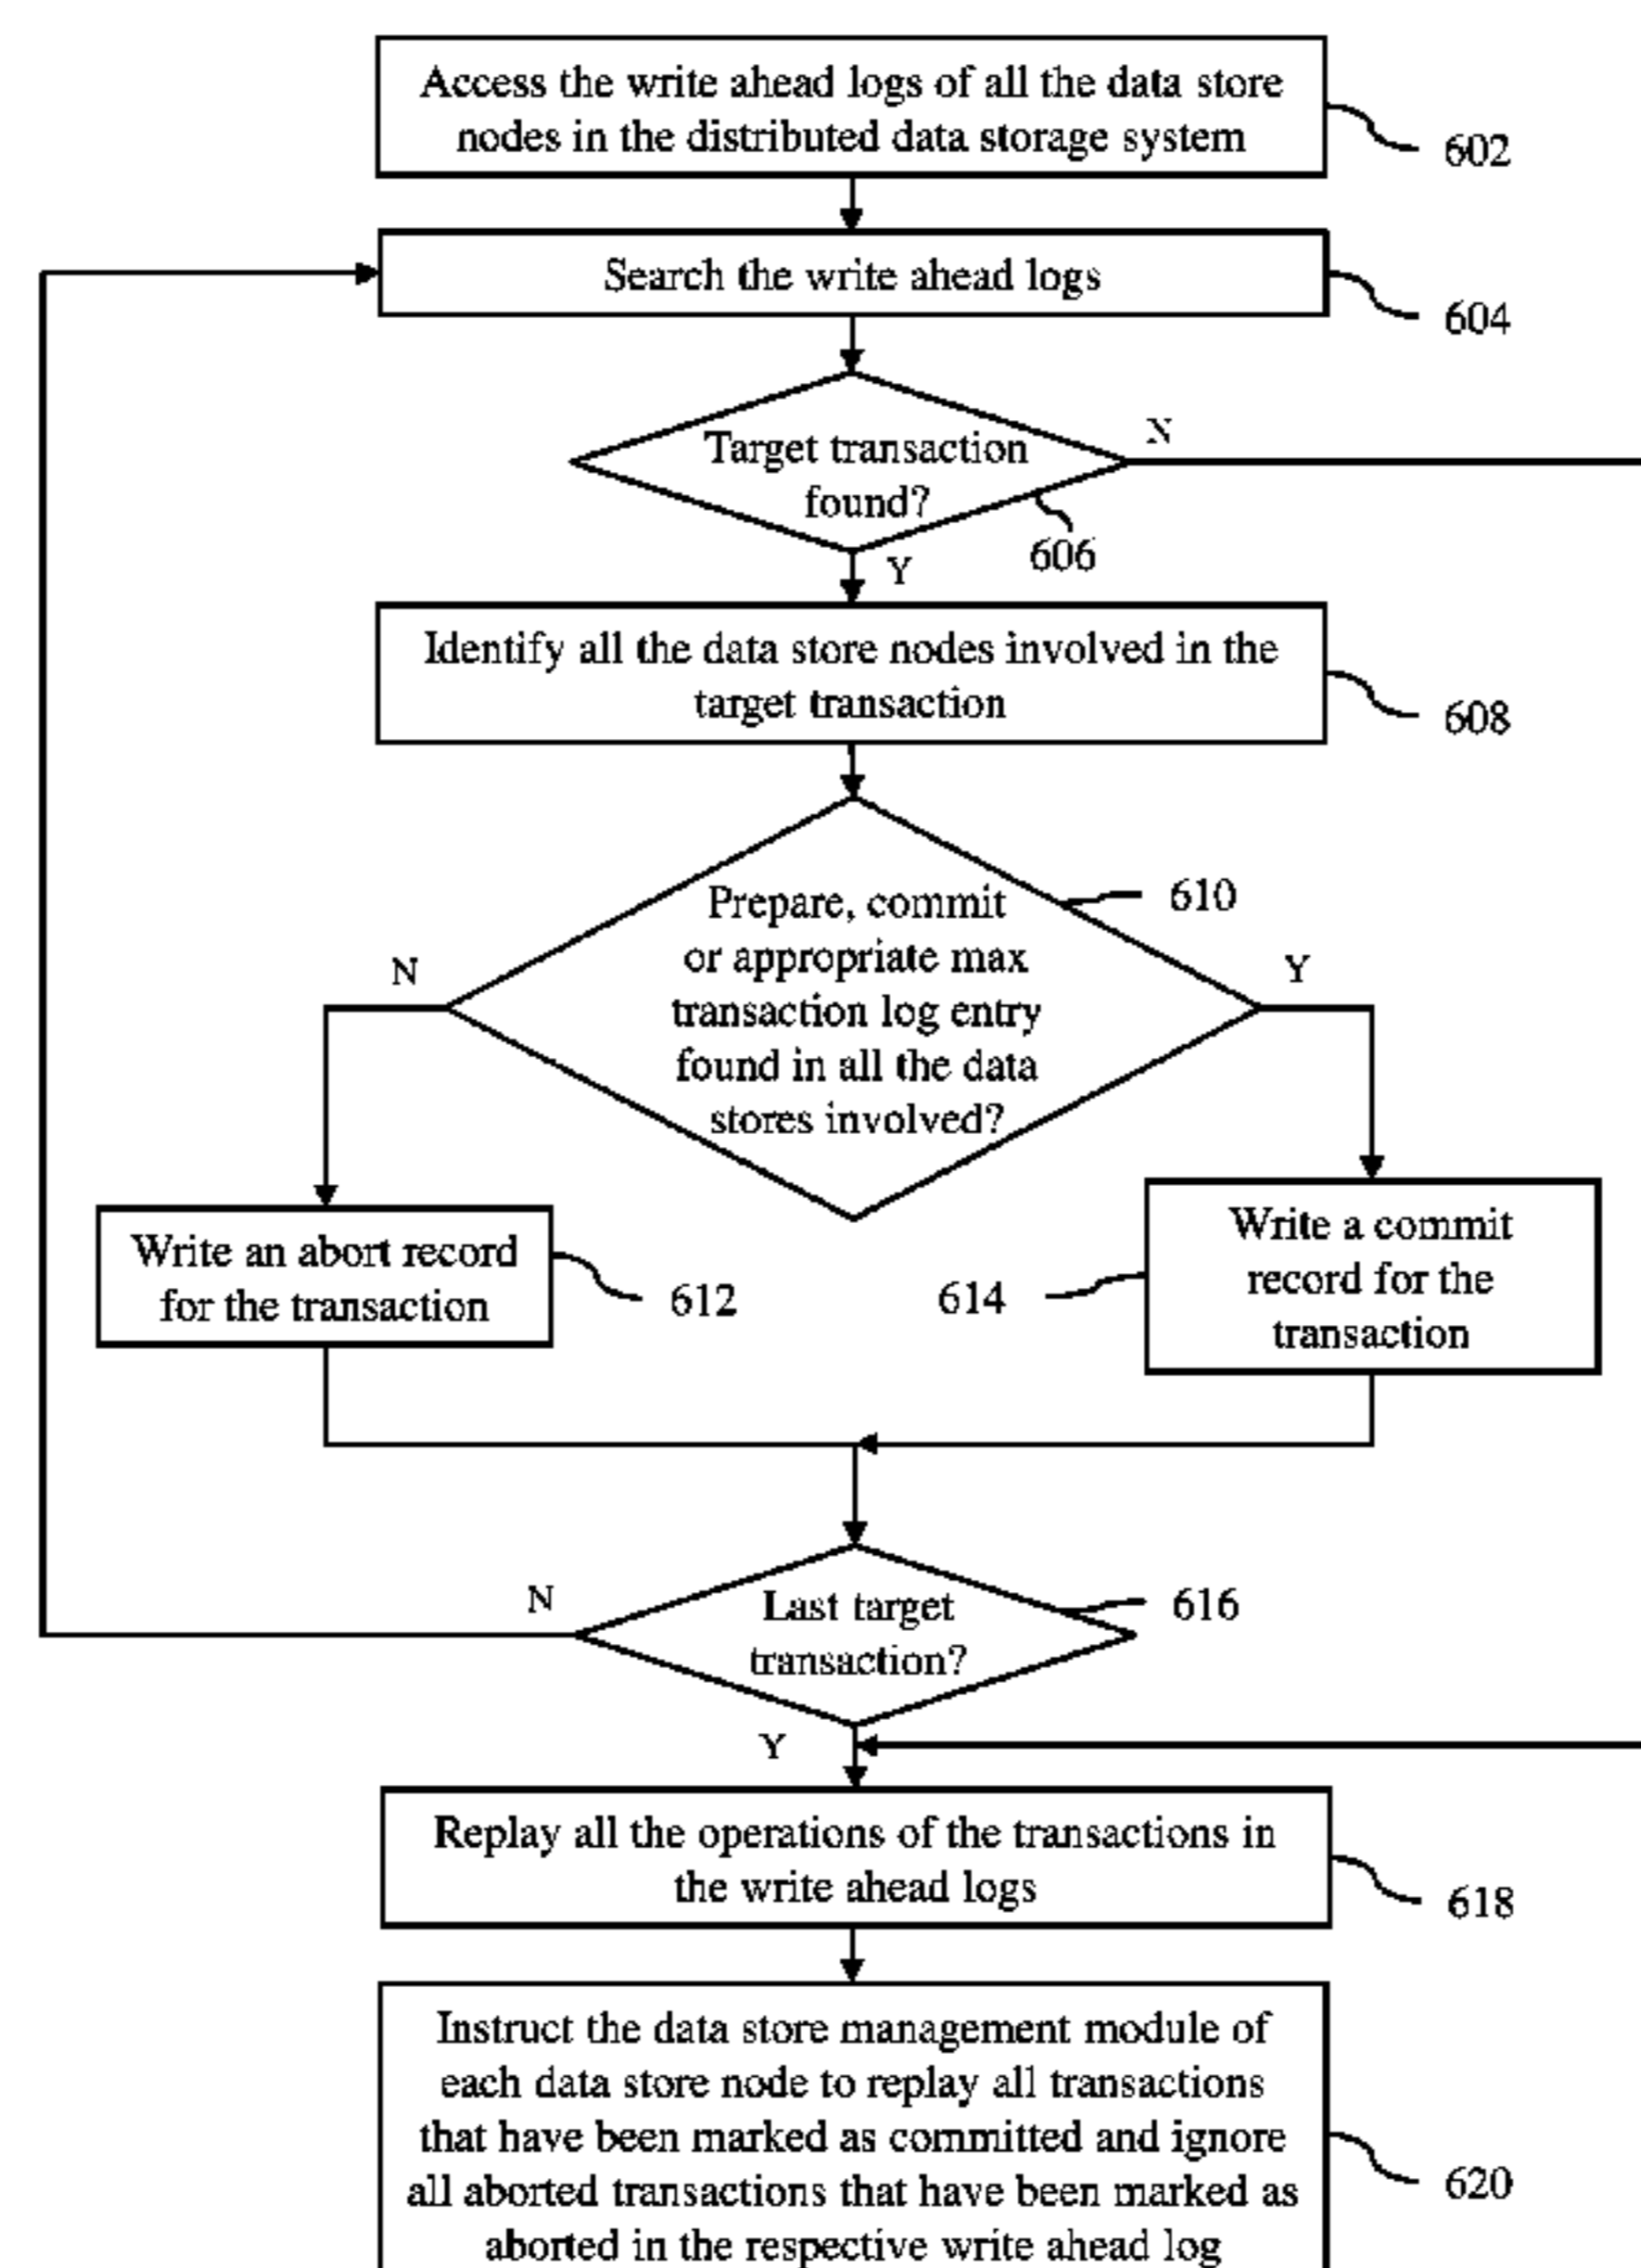 Access the write ahead logs of all the data store
nodes in the distributed data storage system
602
Search the write ahead logs
604
Target transaction
found?
N
606
Y
Identify all the data store nodes involved in the
target transaction
608
Prepare, commit
or appropriate max
transaction log entry
found in all the data
stores involved?
610
N
Y
Write an abort record
for the transaction
612
614
Write a commit
record for the
transaction
Last target
transaction?
616
N
Y
Replay all the operations of the transactions in
the write ahead logs
618
Instruct the data store management module of
each data store node to replay all transactions
that have been marked as committed and ignore
all aborted transactions that have been marked as
aborted in the respective write ahead log
620